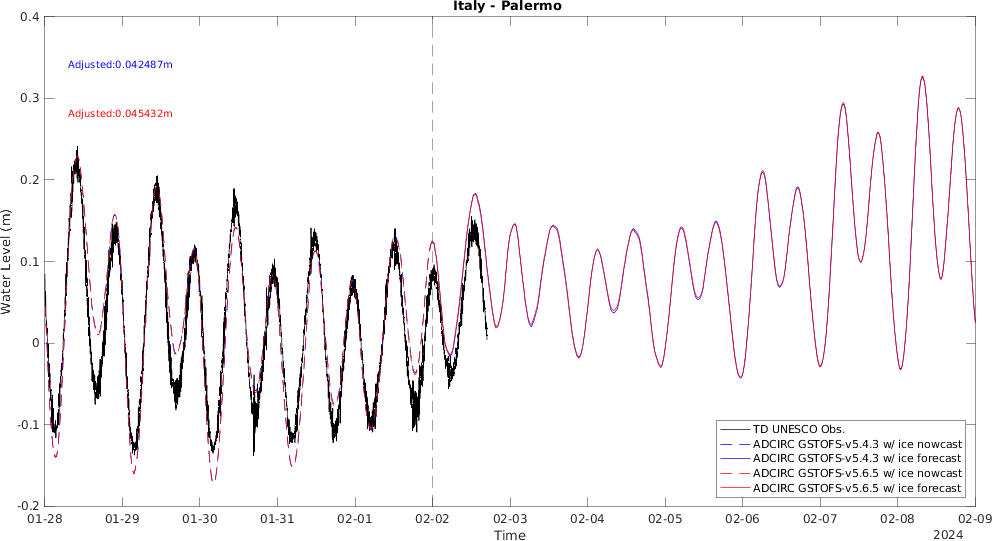 Italy - Palermo
0.4
Adjusted:0.042487m
0.3
Adjusted:0.045432m
0.2
0.1
0
-0.1
-0.2
Water Level (m)
TD UNESCO Obs.
ADCIRC GSTOFS-v5.4.3 w/ ice nowcast
ADCIRC GSTOFS-v5.4.3 w/ ice forecast
ADCIRC GSTOFS-v5.6.5 w/ ice nowcast
ADCIRC GSTOFS-v5.6.5 w/ ice forecast
01-28 01-29 01-30 01-31 02-01 02-02 02-03 02-04 02-05 02-06 02-07 02-08 02-09
Time
2024